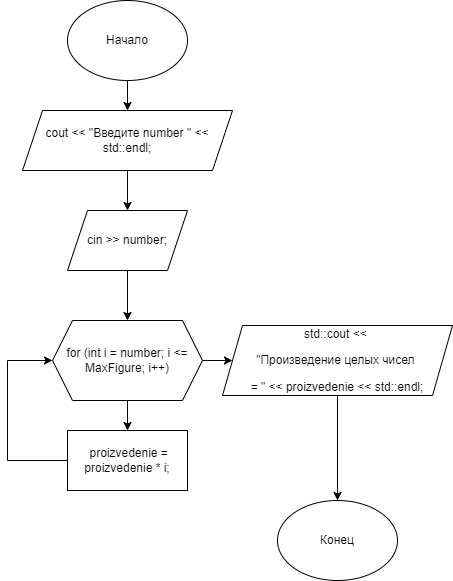 Начало
cout << "Введите number " <<
std::endl;
cin >> number;
for (int i = number; i <=
MaxFigure; i++)
proizvedenie =
proizvedenie * i;
std::cout <<
"Произведение целых чисел
= " << proizvedenie << std::endl;
Конец